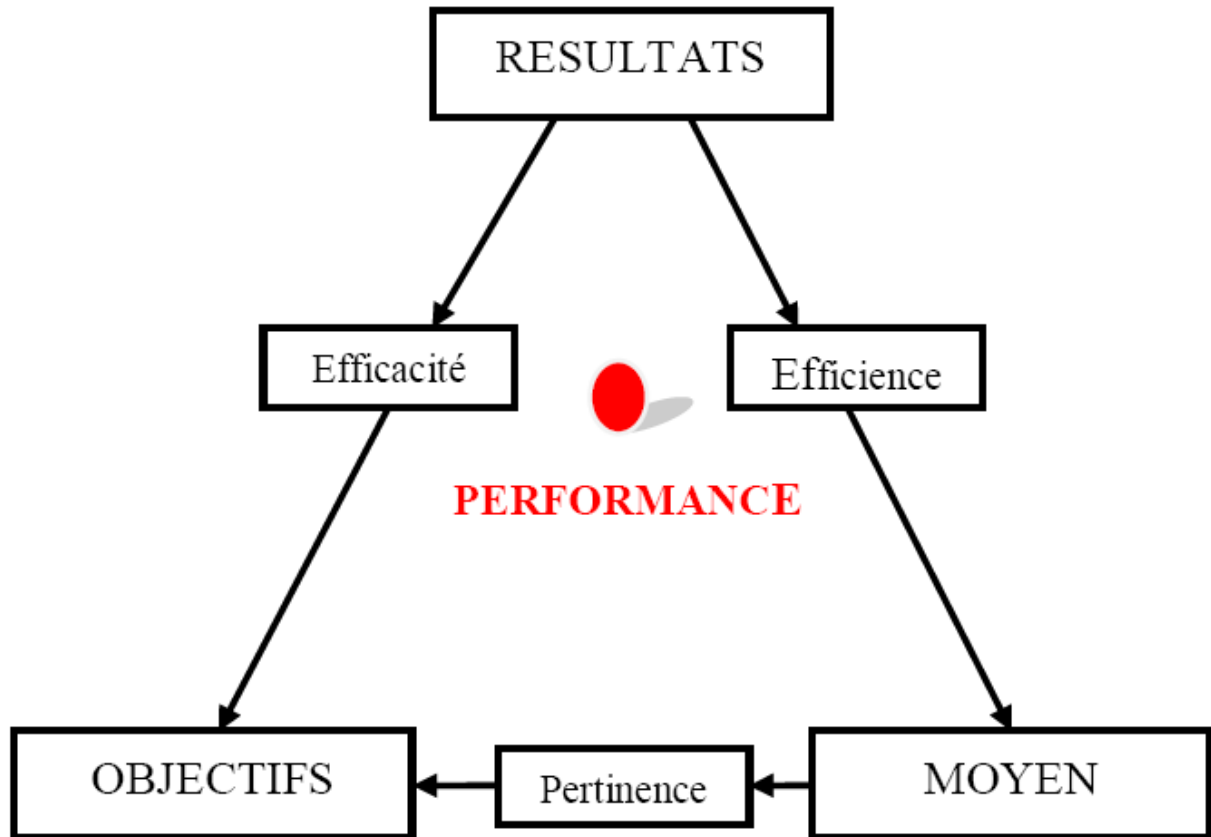 RESULTATS
Efficacité
Efficience
PERFORMANCE
OBJECTIFS
Pertinence
MOYEN